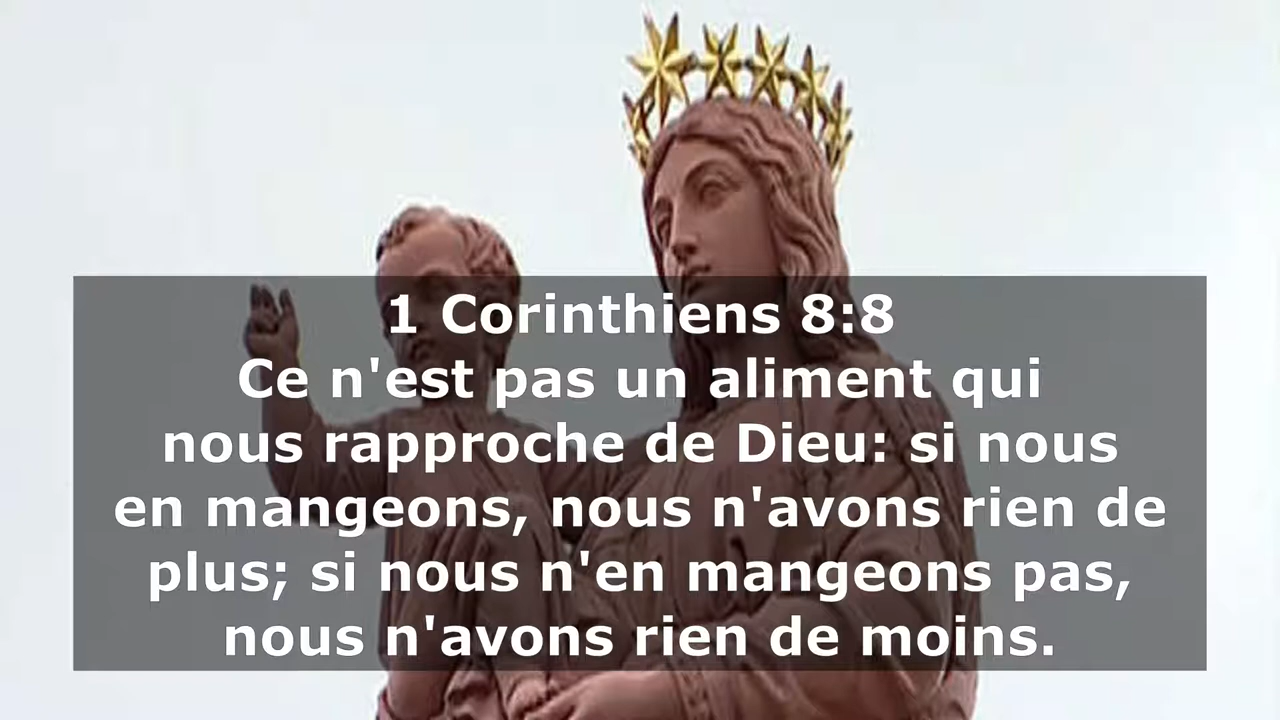 1 Corinthiens 8:8
Ce n'est pas un aliment qui
nous rapproche de Dieu: si nous
en mangeons, nous n'avons rien de
plus; si nous n'en mangeons pas,
nous n'avons rien de moins.